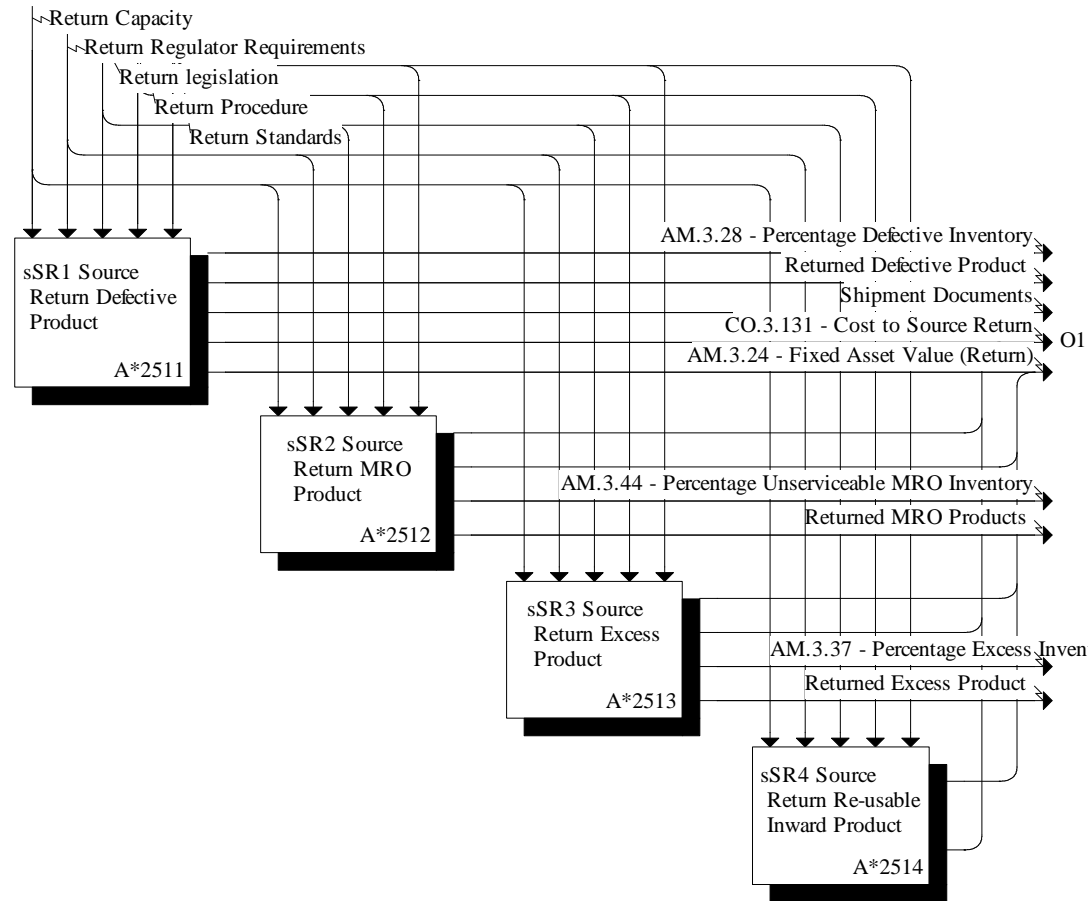 Return Capacity
Return Regulator Requirements
Return legislation
Return Procedure
Return Standards
sSR1 Source
Return Defective
Product
A*2511
AM.3.28 - Percentage Defective Inventory
Returned Defective Product
Shipment Documents
CO.3.131 - Cost to Source Return
O1
AM.3.24 - Fixed Asset Value (Return)
sSR2 Source
Return MRO
Product
A*2512
AM.3.44 - Percentage Unserviceable MRO Inventory
Returned MRO Products
sSR3 Source
Return Excess
Product
A*2513
AM.3.37 - Percentage Excess Inven
Returned Excess Product
sSR4 Source
Return Re-usable
Inward Product
A*2514